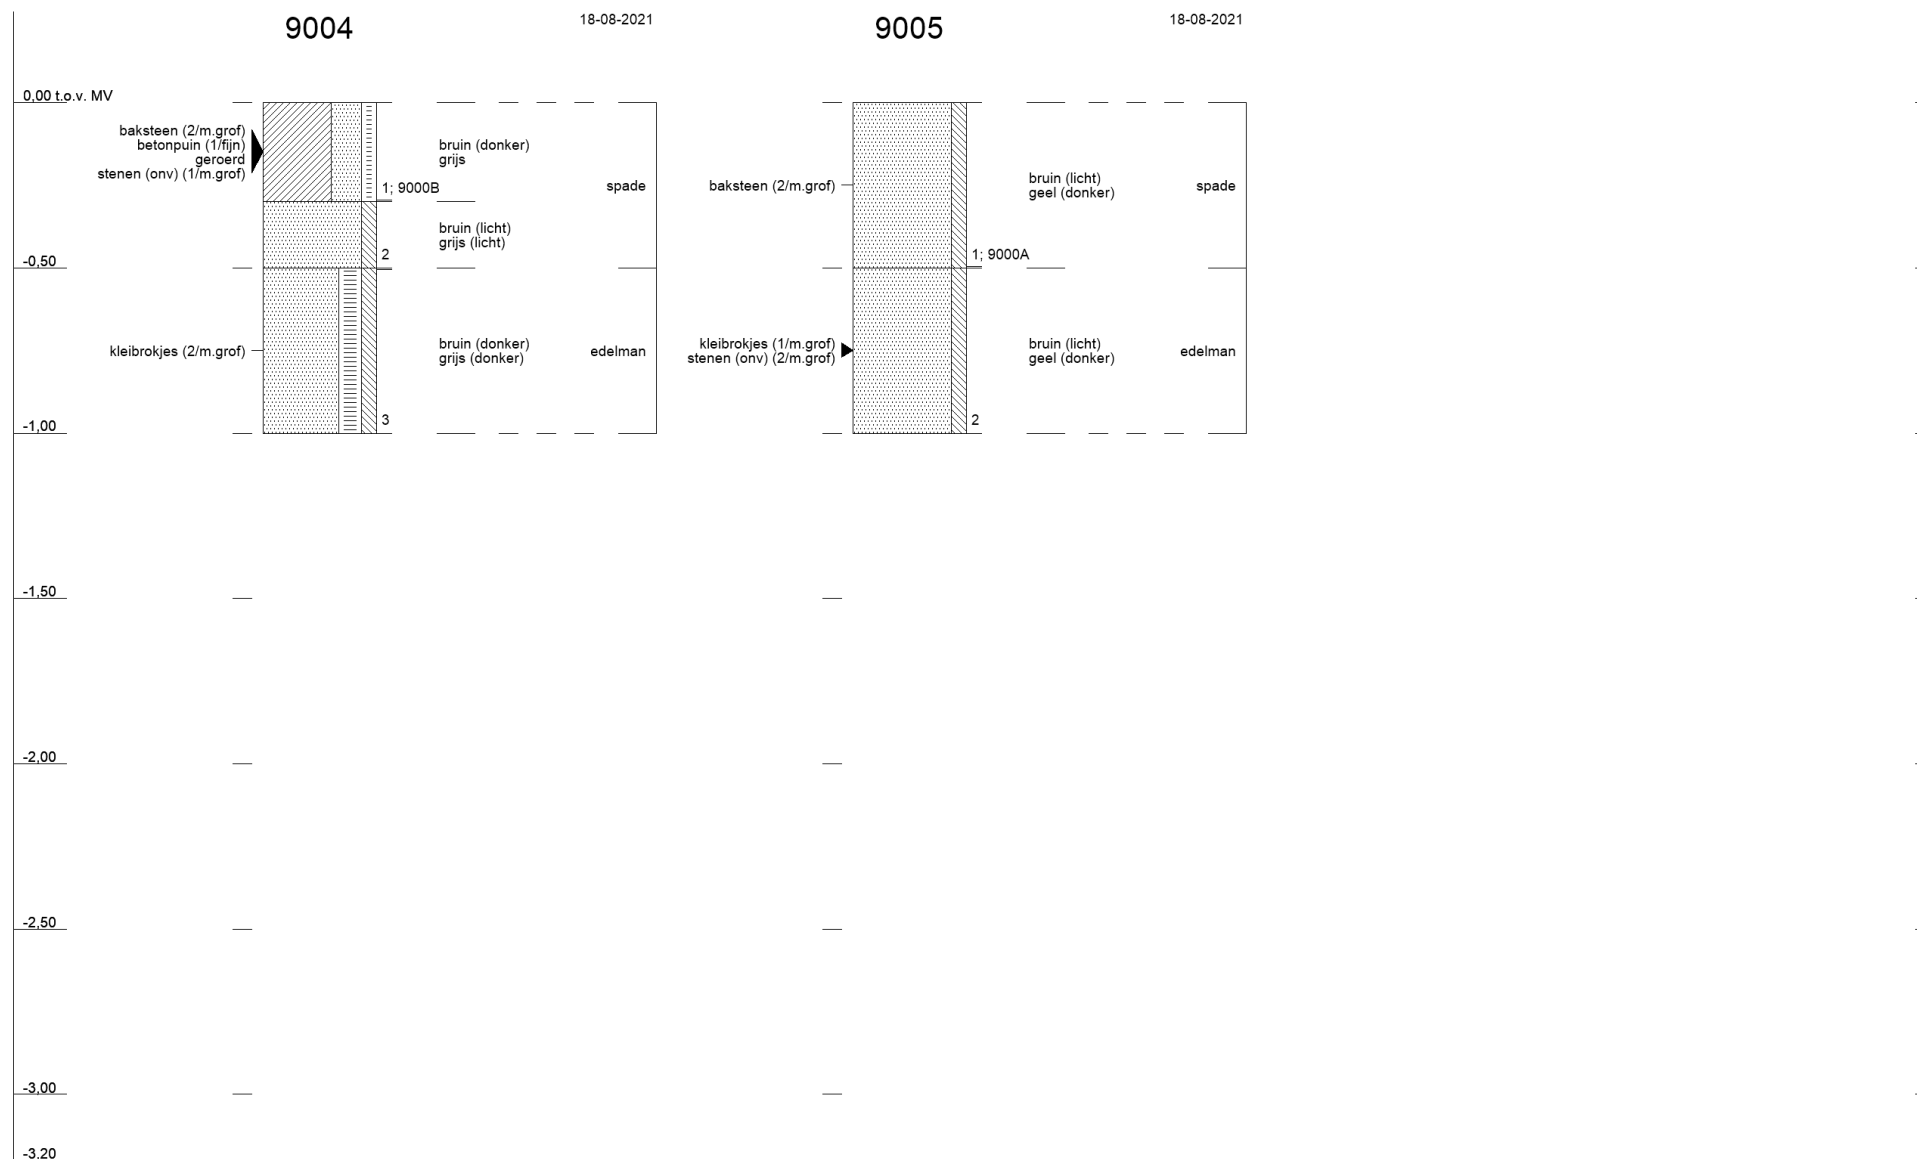 9004
18-08-2021
9005
18-08-2021
0,00 t.o.v. MV
baksteen (2/m.grof)
betonpuin (1/fijn)
geroerd
stenen (onv) (1/m.grof)
bruin (donker)
grijs
1; 9000B
spade
bruin (licht)
grijs (licht)
2
kleibrokjes (2/m.grof)
bruin (donker)
grijs (donker)
edelman
3
baksteen (2/m.grof)
bruin (licht)
geel (donker)
spade
1; 9000A
kleibrokjes (1/m.grof)
stenen (onv) (2/m.grof)
bruin (licht)
geel (donker)
edelman
2
-0,50
-1,00
-1,50
-2,00
-2,50
-3,00
-3.20